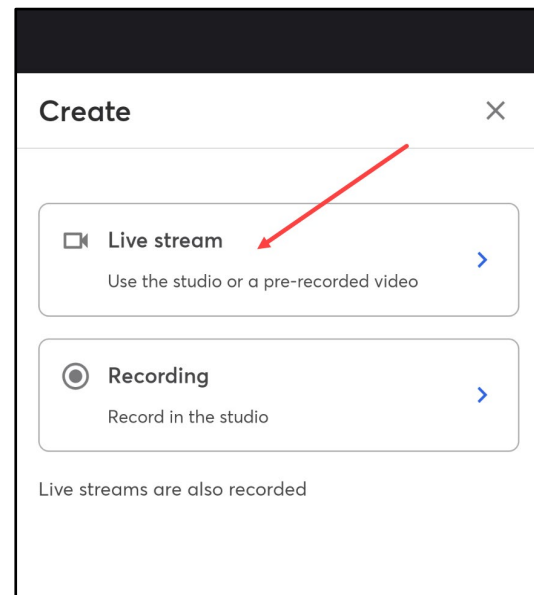 Create
Live stream
Use the studio or a pre-recorded video
Recording
Record in the studio
Live streams are also recorded